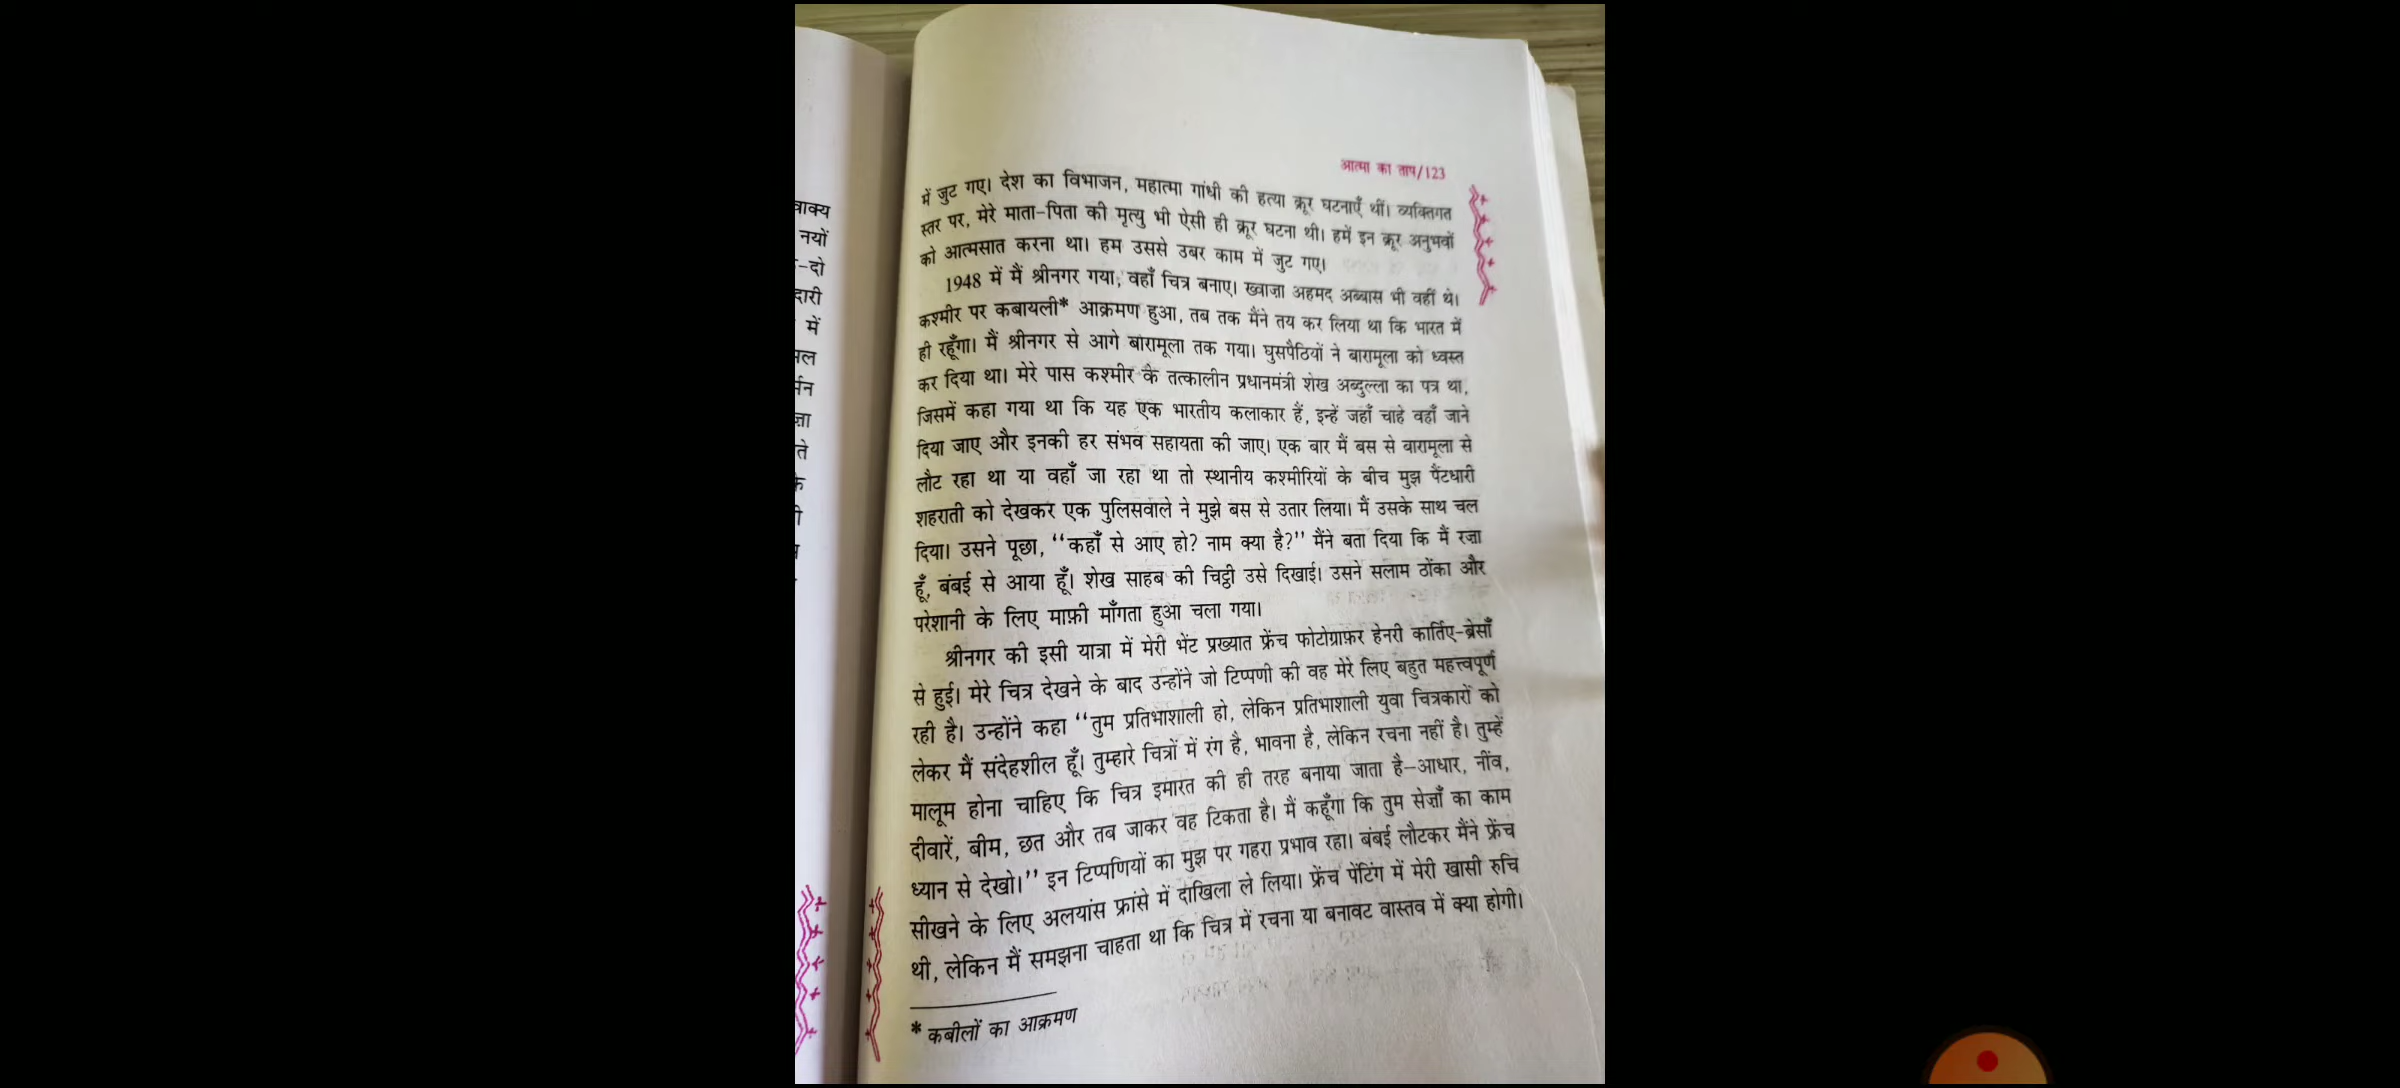 वाक्य
नयों
-दो
दारी
में
ते
आत्मा का ताप/123
में जुट गए। देश का विभाजन, महात्मा गांधी की हत्या क्रूर घटनाएँ थीं। व्यक्तिगत
स्तर पर, मेरे माता-पिता की मृत्यु भी ऐसी ही क्रूर घटना थी। हमें इन क्रूर अनुभवों
को आत्मसात करना था। हम उससे उबर काम में जुट गए।
1948 में मैं श्रीनगर गया, वहाँ चित्र बनाए। ख्वाज़ा अहमद अब्बास भी वहीं थे।
कश्मीर पर कबायली* आक्रमण हुआ, तब तक मैंने तय कर लिया था कि भारत में
ही रहूँगा। मैं श्रीनगर से आगे बारामूला तक गया। घुसपैठियों ने बारामूला को ध्वस्त
कर दिया था। मेरे पास कश्मीर के तत्कालीन प्रधानमंत्री शेख अब्दुल्ला का पत्र था,
जिसमें कहा गया था कि यह एक भारतीय कलाकार हैं, इन्हें जहाँ चाहे वहाँ जाने
दिया जाए और इनकी हर संभव सहायता की जाए। एक बार मैं बस से बारामूला से
लौट रहा था या वहाँ जा रहा था तो स्थानीय कश्मीरियों के बीच मुझ पैंटधारी
शहराती को देखकर एक पुलिसवाले ने मुझे बस से उतार लिया। मैं उसके साथ चल
दिया। उसने पूछा, “कहाँ से आए हो? नाम क्या है?” मैंने बता दिया कि मैं रज़ा
हूँ, बंबई से आया हूँ। शेख साहब की चिट्ठी उसे दिखाई। उसने सलाम ठोंका और
परेशानी के लिए माफ़ी माँगता हुआ चला गया।
श्रीनगर की इसी यात्रा में मेरी भेंट प्रख्यात फ्रेंच फोटोग्राफ़र हेनरी कार्तिए-ब्रेसाँ
से हुई। मेरे चित्र देखने के बाद उन्होंने जो टिप्पणी की वह मेरे लिए बहुत महत्त्वपूर्ण
रही है। उन्होंने कहा “तुम प्रतिभाशाली हो, लेकिन प्रतिभाशाली युवा चित्रकारों को
लेकर मैं संदेहशील हूँ। तुम्हारे चित्रों में रंग है, भावना है, लेकिन रचना नहीं है। तुम्हें
मालूम होना चाहिए कि चित्र इमारत की ही तरह बनाया जाता है—आधार, नींव,
दीवारें, बीम, छत और तब जाकर वह टिकता है। मैं कहूँगा कि तुम सेज़ाँ का काम
ध्यान से देखो।” इन टिप्पणियों का मुझ पर गहरा प्रभाव रहा। बंबई लौटकर मैंने फ्रेंच
सीखने के लिए अलयांस फ्रांसे में दाखिला ले लिया। फ्रेंच पेंटिंग में मेरी खासी रुचि
थी, लेकिन मैं समझना चाहता था कि चित्र में रचना या बनावट वास्तव में क्या होगी।
* कबीलों का आक्रमण